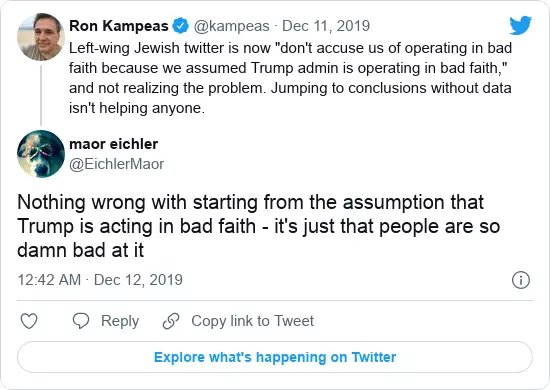 Ron Kampeas @kampeas · Dec 11, 2019
Left-wing Jewish twitter is now "don't accuse us of operating in bad
faith because we assumed Trump admin is operating in bad faith,"
and not realizing the problem. Jumping to conclusions without data
isn't helping anyone.
maor eichler
@EichlerMaor
Nothing wrong with starting from the assumption that
Trump is acting in bad faith - it's just that people are so
damn bad at it
12:42 AM · Dec 12, 2019
Reply Copy link to Tweet
Explore what's happening on Twitter